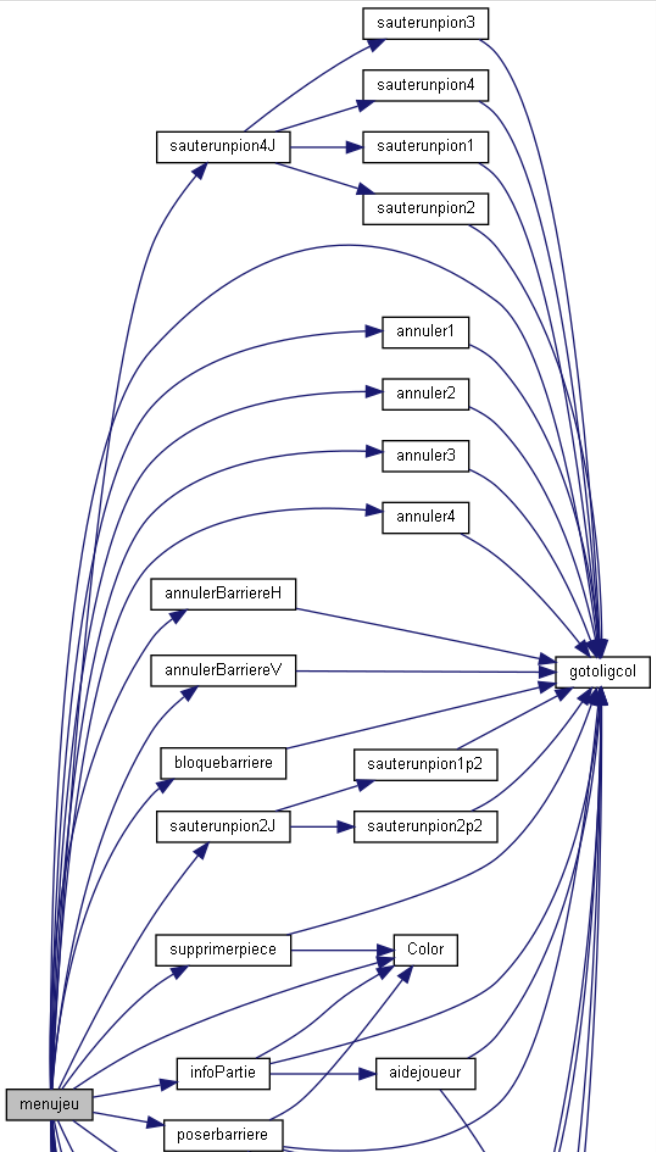 sauterunpion3
sauterunpion4
sauterunpion4J
sauterunpion1
sauterunpion2
annuler1
annuler2
annuler3
annuler4
annulerBarriereH
annulerBarriereV
gotoligcol
bloquebarriere
sauterunpion1p2
sauterunpion2J
sauterunpion2p2
supprimerpiece
Color
infoPartie
aidejoueur
menujeu
poserbarriere